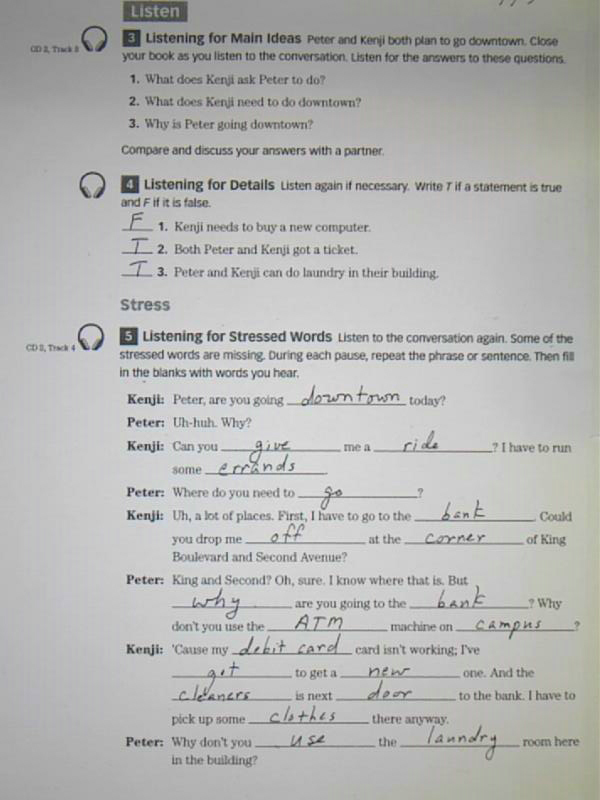 Listen
CD 2, Track 3
3 Listening for Main Ideas Peter and Kenji both plan to go downtown. Close
your book as you listen to the conversation. Listen for the answers to these questions.
1. What does Kenji ask Peter to do?
2. What does Kenji need to do downtown?
3. Why is Peter going downtown?
Compare and discuss your answers with a partner.
4 Listening for Details Listen again if necessary. Write T if a statement is true
and F if it is false.
F 1. Kenji needs to buy a new computer.
T 2. Both Peter and Kenji got a ticket.
T 3. Peter and Kenji can do laundry in their building.
Stress
CD 2, Track 4
5 Listening for Stressed Words Listen to the conversation again. Some of the
stressed words are missing. During each pause, repeat the phrase or sentence. Then fill
in the blanks with words you hear.
Kenji: Peter, are you going downtown today?
Peter: Uh-huh. Why?
Kenji: Can you give me a ride ? I have to run
some errands .
Peter: Where do you need to go ?
Kenji: Uh, a lot of places. First, I have to go to the bank . Could
you drop me off at the corner of King
Boulevard and Second Avenue?
Peter: King and Second? Oh, sure. I know where that is. But
why are you going to the bank ? Why
don't you use the ATM machine on campus ?
Kenji: 'Cause my debit card card isn't working; I've
got to get a new one. And the
cleaners is next door to the bank. I have to
pick up some clothes there anyway.
Peter: Why don't you use the laundry room here
in the building?